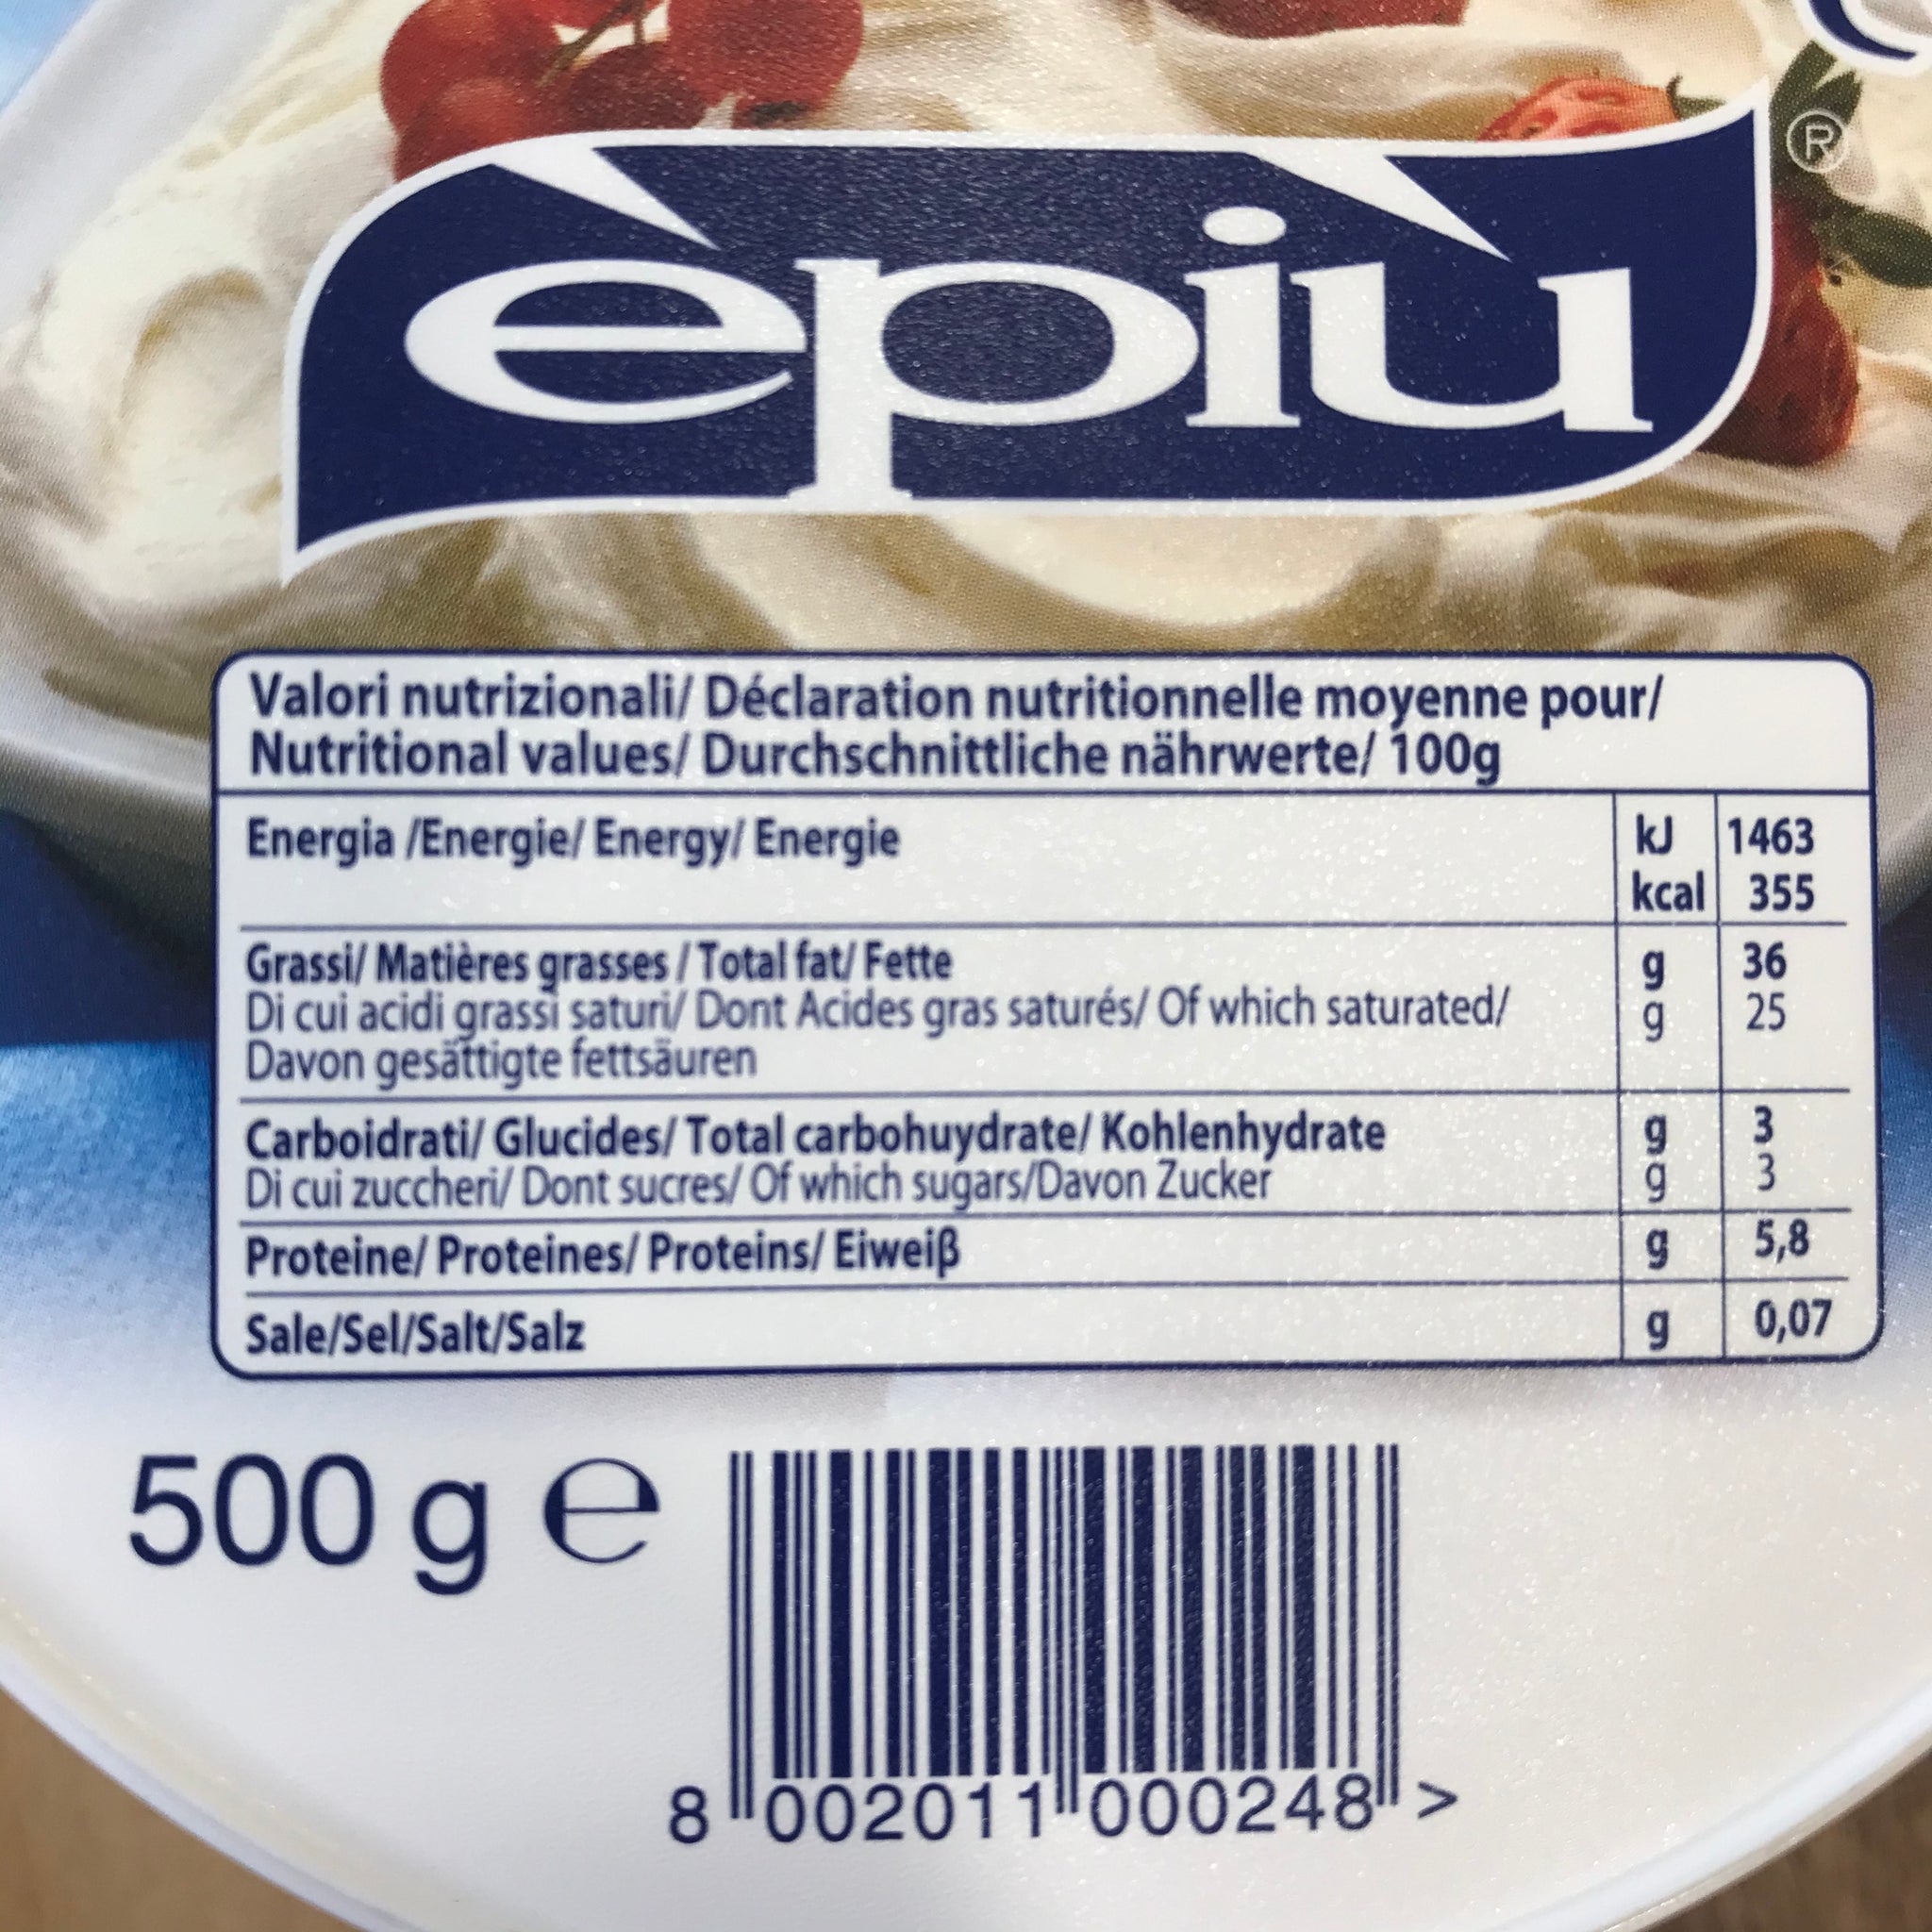 èpiù
®
Valori nutrizionali/ Déclaration nutritionnelle moyenne pour/
Nutritional values/ Durchschnittliche nährwerte/ 100g
Energia /Energie/ Energy/ Energie kJ 1463
kcal 355
Grassi/ Matières grasses / Total fat/ Fette g 36
Di cui acidi grassi saturi/ Dont Acides gras saturés/ Of which saturated/ g 25
Davon gesättigte fettsäuren
Carboidrati/ Glucides/ Total carbohuydrate/ Kohlenhydrate g 3
Di cui zuccheri/ Dont sucres/ Of which sugars/Davon Zucker g 3
Proteine/ Proteines/ Proteins/ Eiweiβ g 5,8
Sale/Sel/Salt/Salz g 0,07
500 g ℮
8 002011 000248 >